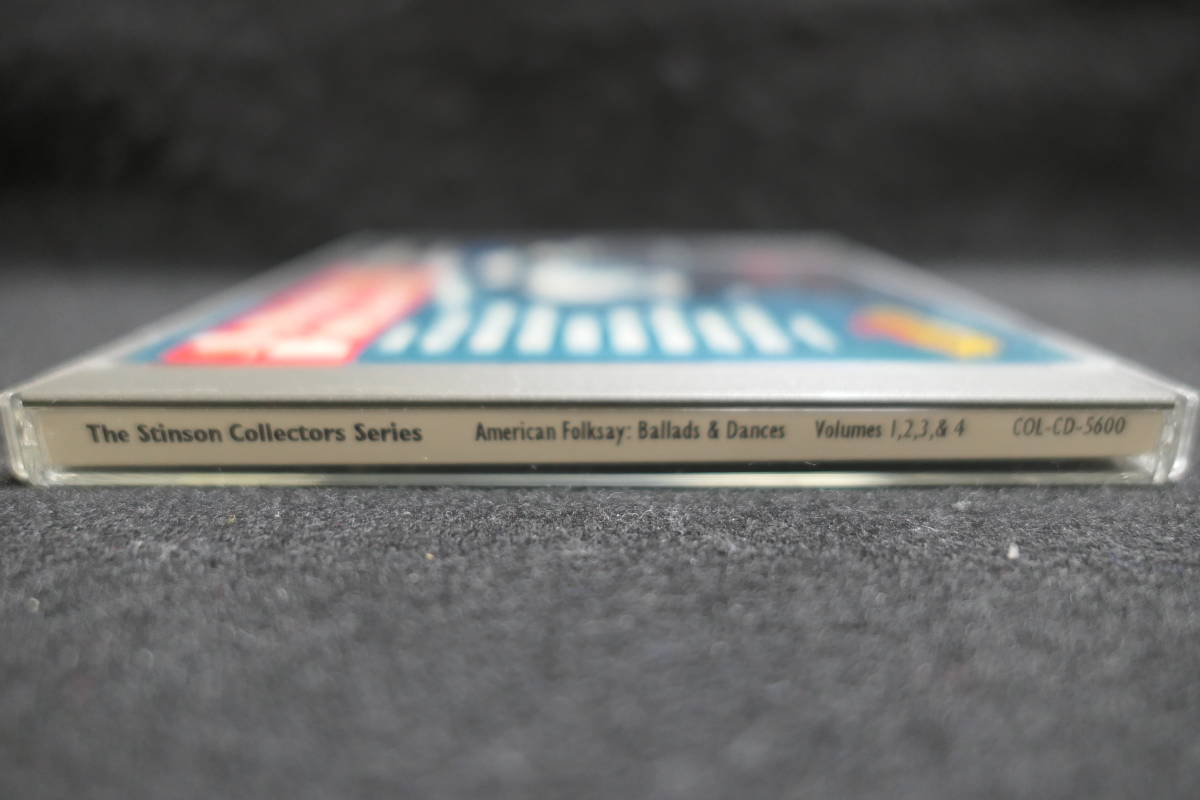 The Stinson Collectors Series American Folksay: Ballads & Dances Volumes 1,2,3,& 4 COL-CD-5600